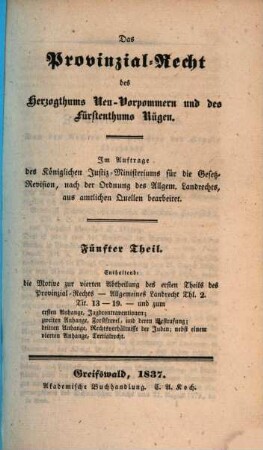 Das
Provinzial-Recht
des
Herzogthums Neu-Vorpommern und des
Fürstenthums Rügen.
Im Auftrage
des Königlichen Justiz-Ministeriums für die Gesetz-
Revision, nach der Ordnung des Allgem. Landrechts,
aus amtlichen Quellen bearbeitet.
Fünfter Theil.
Enthaltend:
die Motive zur vierten Abtheilung des ersten Theils des
Provinzial-Rechtes — Allgemeines Landrecht Thl. 2.
Tit. 13 — 19. — und zum
ersten Anhange, Jagdcontraventionen;
zweiten Anhange, Forstfrevel, und deren Bestrafung;
dritten Anhange, Rechtsverhältnisse der Juden; nebst einem
vierten Anhange,
Greifswald, 1837.
Akademische Buchhandlung. C. A. Koch.